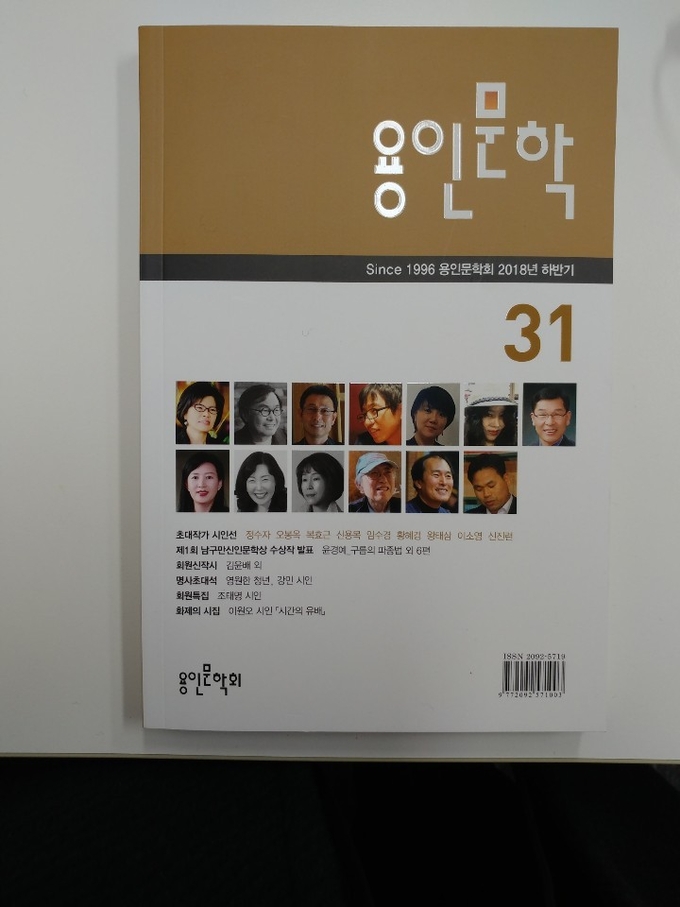 용인문학
Since 1996 용인문학회 2018년 하반기
31
초대작가 시인선 정수자 오봉옥 복효근 신용목 임수경 황혜경 왕태삼 이소영 신진련
제1회 남구만신인문학상 수상작 발표 윤경예_구름의 파종법 외 6편
회원신작시 김윤배 외
명사초대석 영원한 청년, 강민 시인
회원특집 조태명 시인
화제의 시집 이원오 시인 「시간의 유배」
ISSN 2092-5719
9 772092 571003
용인문학회